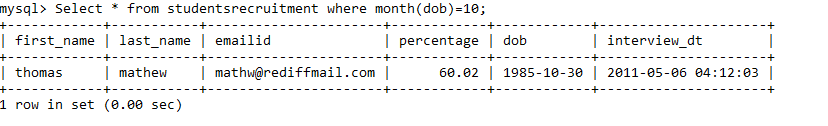 mysql> Select * from studentsrecruitment where month(dob)=10;
+------------+-----------+----------------------+------------+------------+---------------------+
| first_name | last_name | emailid              | percentage | dob        | interview_dt        |
+------------+-----------+----------------------+------------+------------+---------------------+
| thomas     | mathew    | mathw@rediffmail.com |      60.02 | 1985-10-30 | 2011-05-06 04:12:03 |
+------------+-----------+----------------------+------------+------------+---------------------+
1 row in set (0.00 sec)